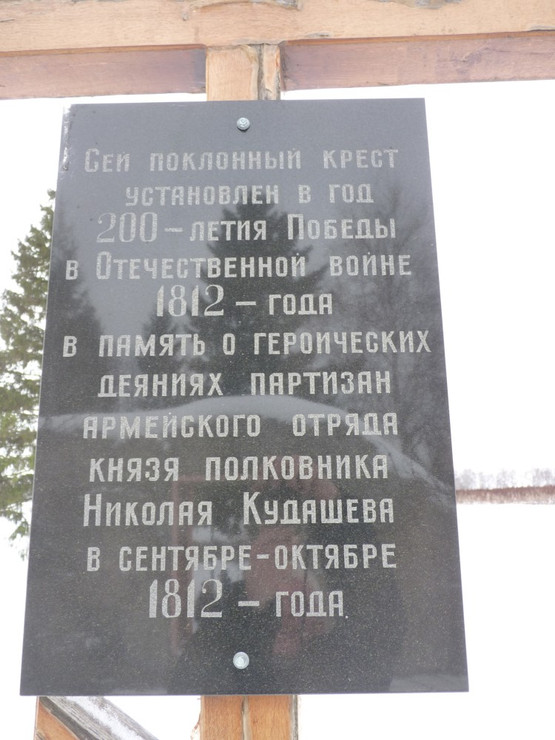 Сей поклонный крест
установлен в год
200 – летия Победы
в Отечественной войне
1812 – года
в память о героических
деяниях партизан
армейского отряда
князя полковника
Николая Кудашева
в сентябре-октябре
1812 – года